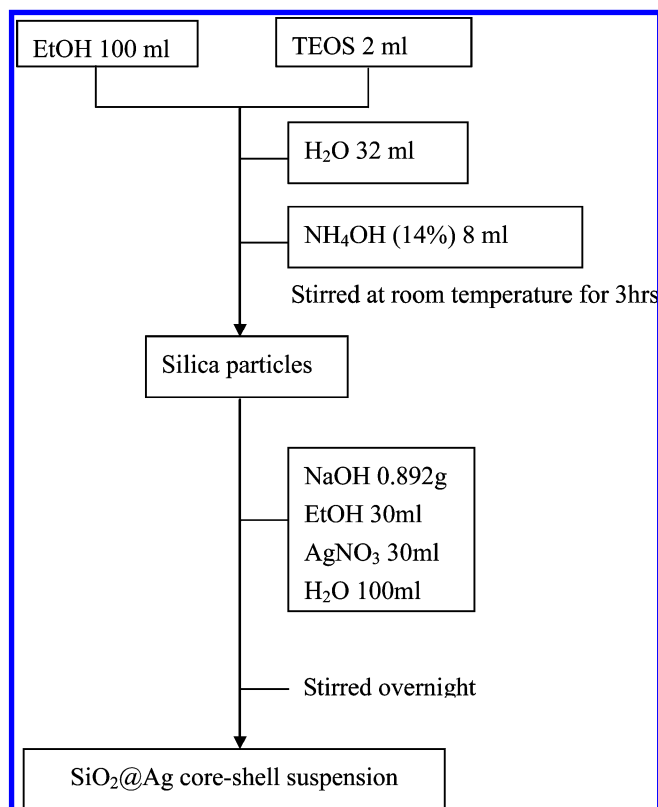 EtOH 100 ml
TEOS 2 ml
H₂O 32 ml
NH₄OH (14%) 8 ml
Stirred at room temperature for 3hrs
Silica particles
NaOH 0.892g
EtOH 30ml
AgNO₃ 30ml
H₂O 100ml
Stirred overnight
SiO₂@Ag core-shell suspension